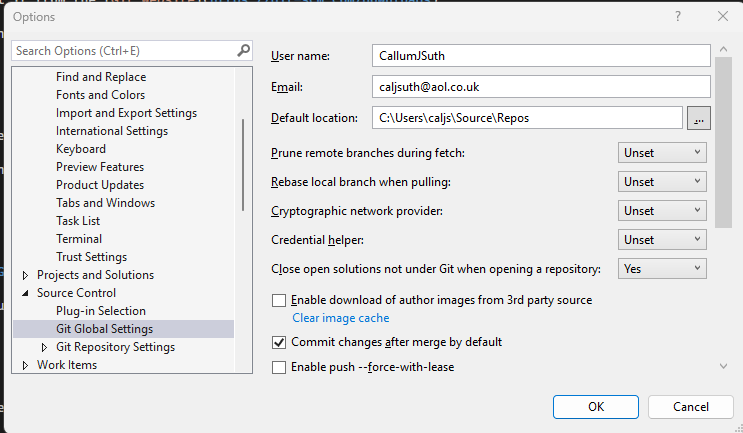 Options
?
Search Options (Ctrl+E)
Find and Replace
Fonts and Colors
Import and Export Settings
International Settings
Keyboard
Preview Features
Product Updates
Tabs and Windows
Task List
Terminal
Trust Settings
Projects and Solutions
Source Control
Plug-in Selection
Git Global Settings
Git Repository Settings
Work Items
User name: CallumJSuth
Email: caljsuth@aol.co.uk
Default location: C:\Users\caljs\Source\Repos ...
Prune remote branches during fetch: Unset
Rebase local branch when pulling: Unset
Cryptographic network provider: Unset
Credential helper: Unset
Close open solutions not under Git when opening a repository: Yes
Enable download of author images from 3rd party source
Clear image cache
Commit changes after merge by default
Enable push --force-with-lease
OK Cancel